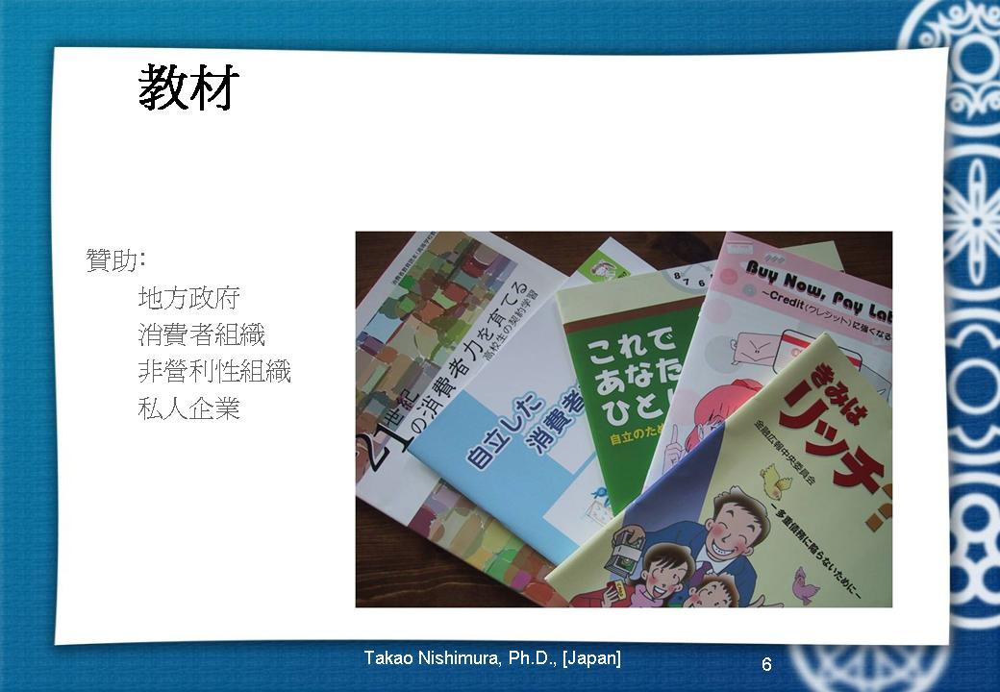 教材
贊助:
地方政府
消費者組織
非營利性組織
私人企業
21世紀の消費者力を育てる
高校生の契約学習
自立した
消費者
これで
あなた
ひと
自立のため
Buy Now, Pay
–Credit(クレジット)に強くなる
きみは
リッチ?
金融広報中央委員会
–多重債務に陥らないために–
8 7 6
Takao Nishimura, Ph.D., [Japan]
6